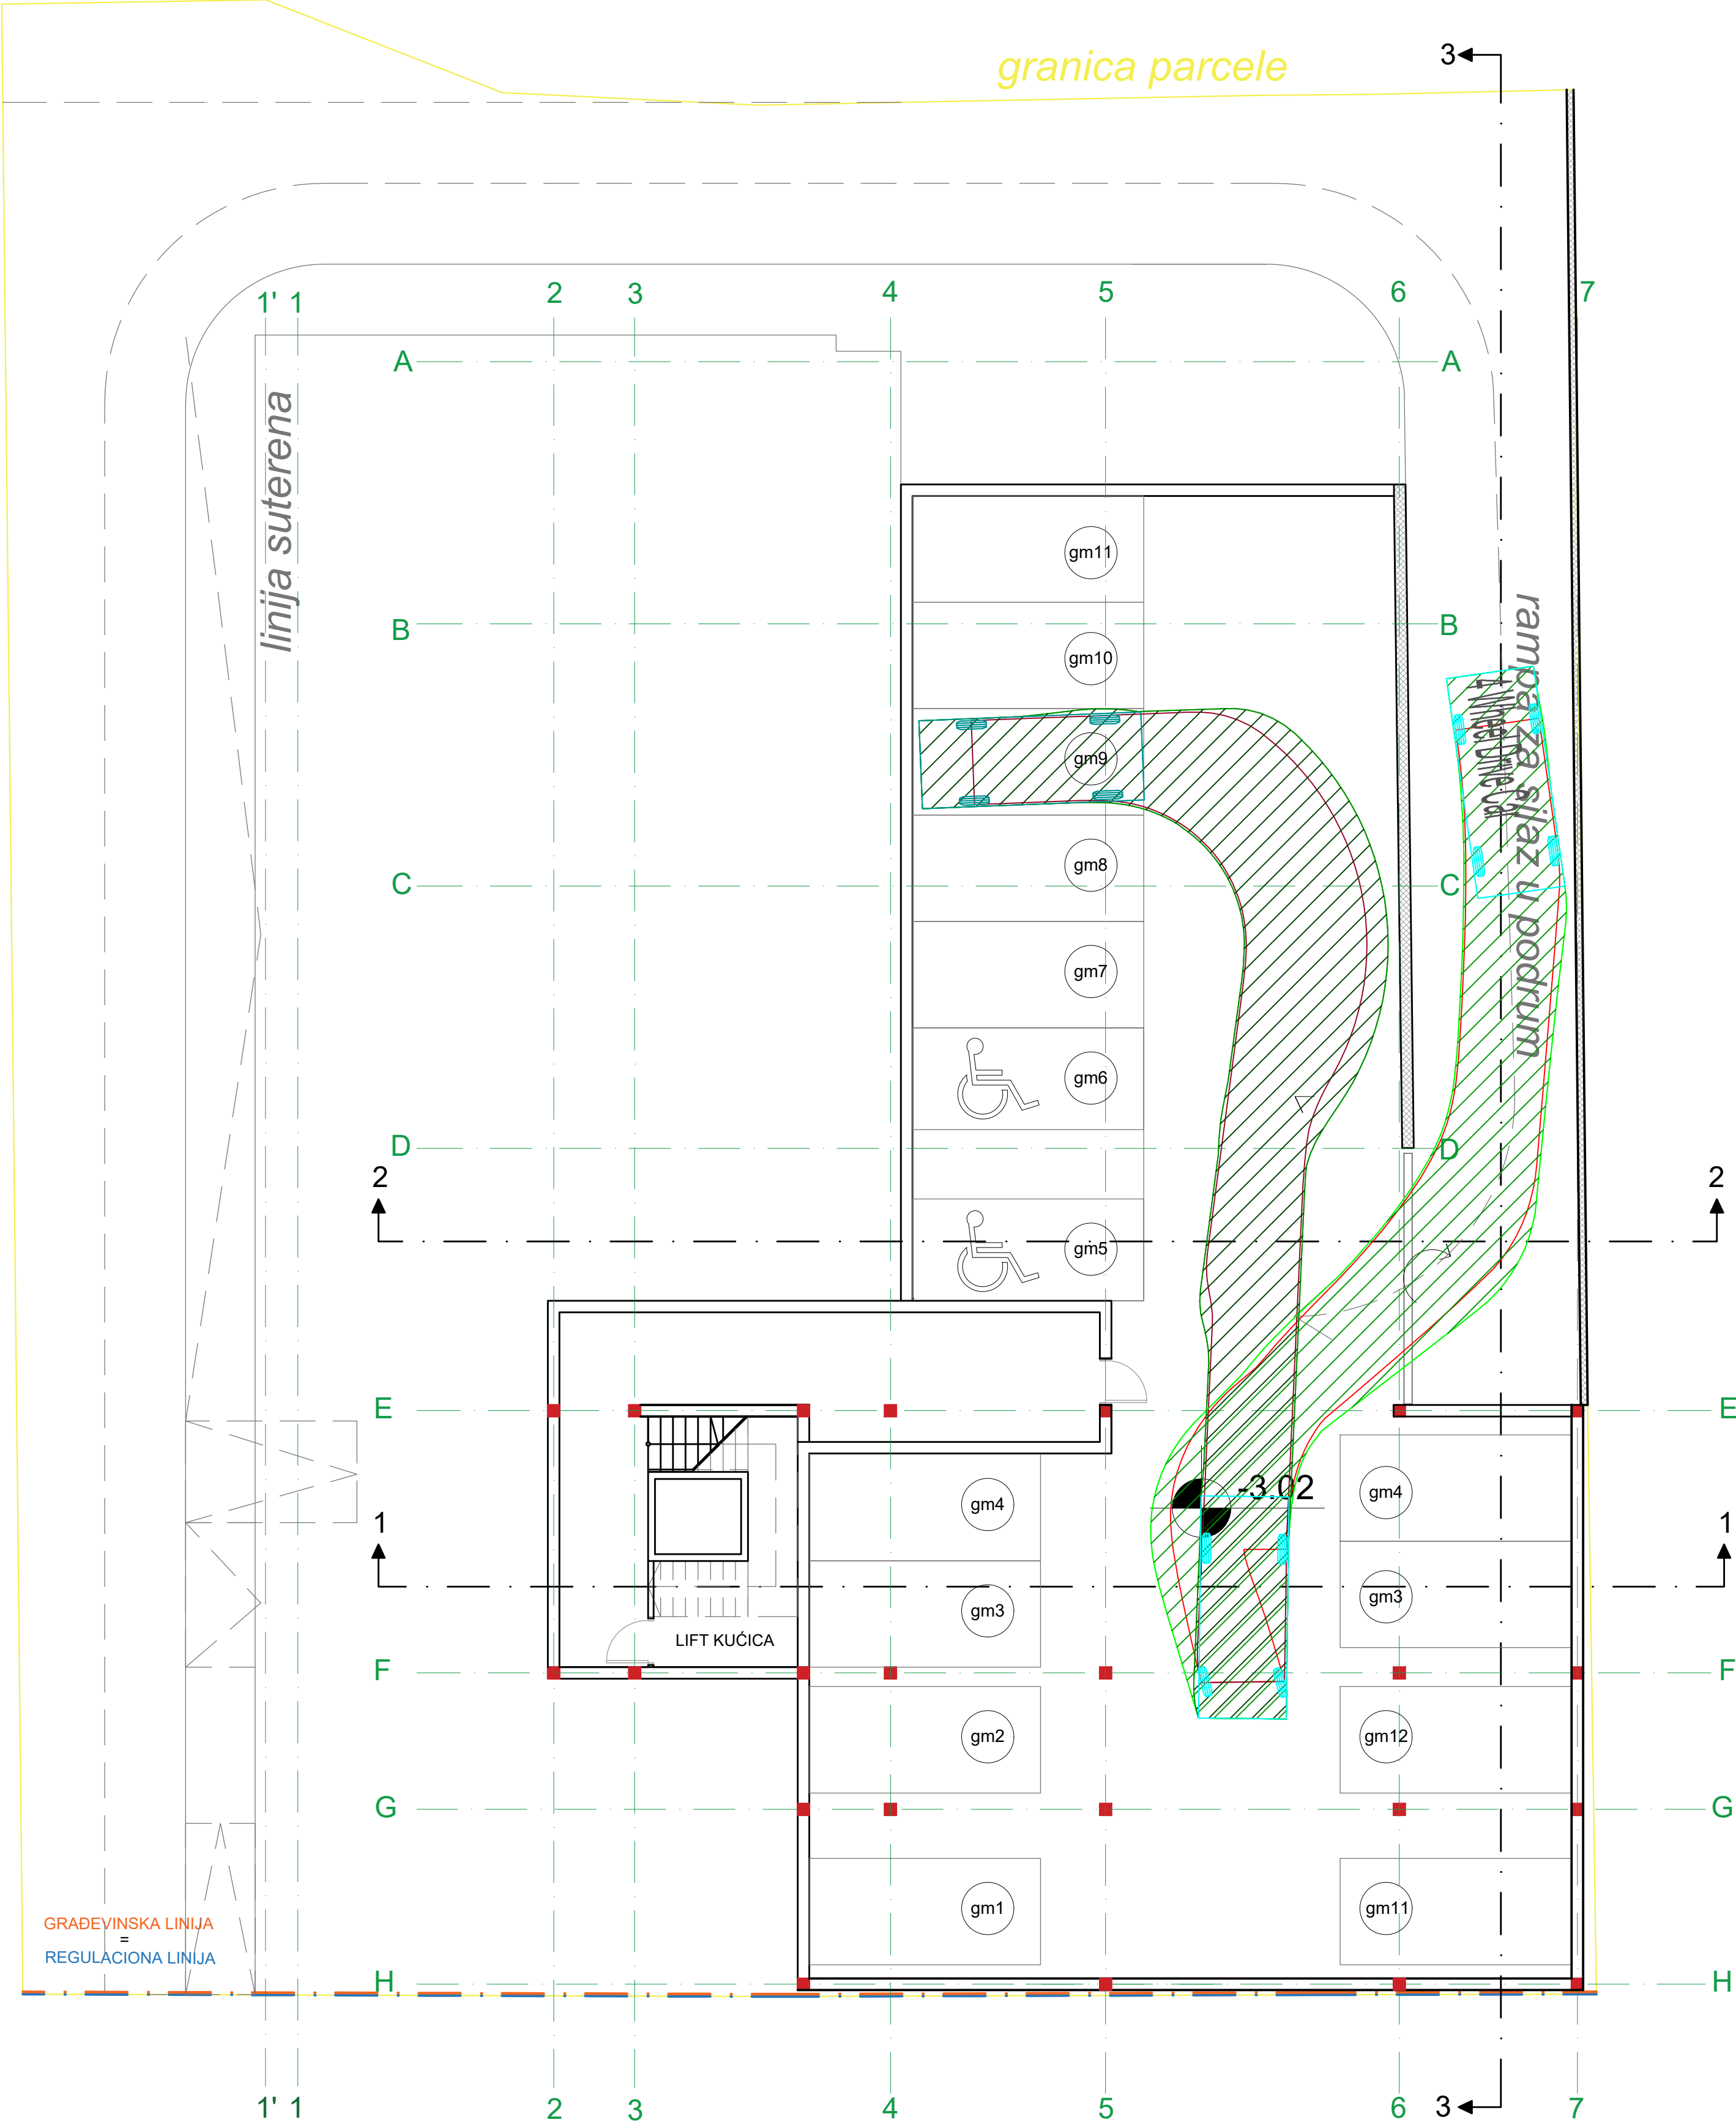 granica parcele
3
1' 1 2 3 4 5 6 7
A A
linija suterena
gm11
B B
rampa za silaz u podrum
gm10
gm9
gm8
C C
gm7
gm6
D D
2 2
gm5
E E
-3.02
gm4 gm4
1 1
gm3 gm3
LIFT KUĆICA
F F
gm2 gm12
G G
gm1 gm11
GRAĐEVINSKA LINIJA
=
REGULACIONA LINIJA
H H
1' 1 2 3 4 5 6 3 7